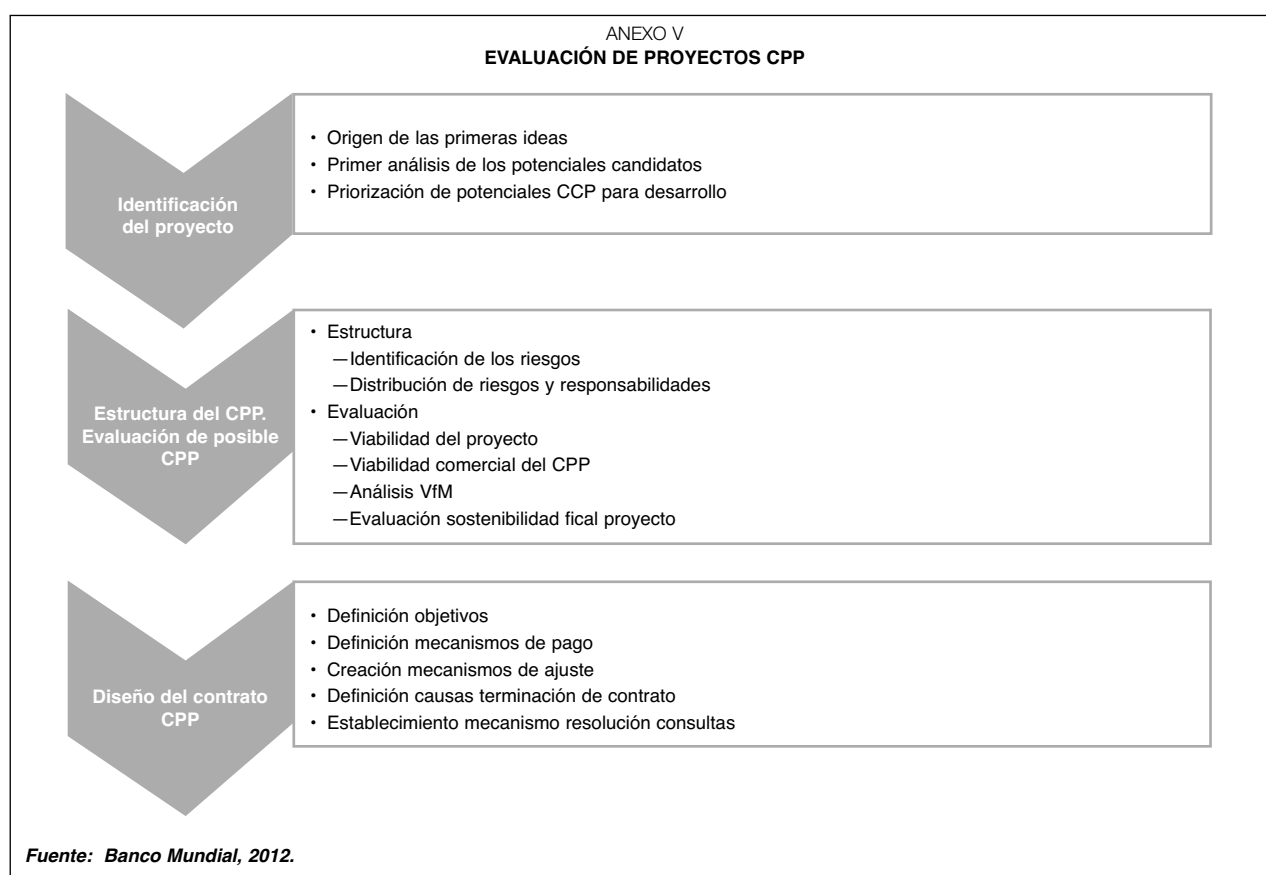 ANEXO V
EVALUACIÓN DE PROYECTOS CPP
Identificación
del proyecto
• Origen de las primeras ideas
• Primer análisis de los potenciales candidatos
• Priorización de potenciales CCP para desarrollo
Estructura del CPP.
Evaluación de posible
CPP
• Estructura
—Identificación de los riesgos
—Distribución de riesgos y responsabilidades
• Evaluación
—Viabilidad del proyecto
—Viabilidad comercial del CPP
—Análisis VfM
—Evaluación sostenibilidad fical proyecto
Diseño del contrato
CPP
• Definición objetivos
• Definición mecanismos de pago
• Creación mecanismos de ajuste
• Definición causas terminación de contrato
• Establecimiento mecanismo resolución consultas
Fuente: Banco Mundial, 2012.